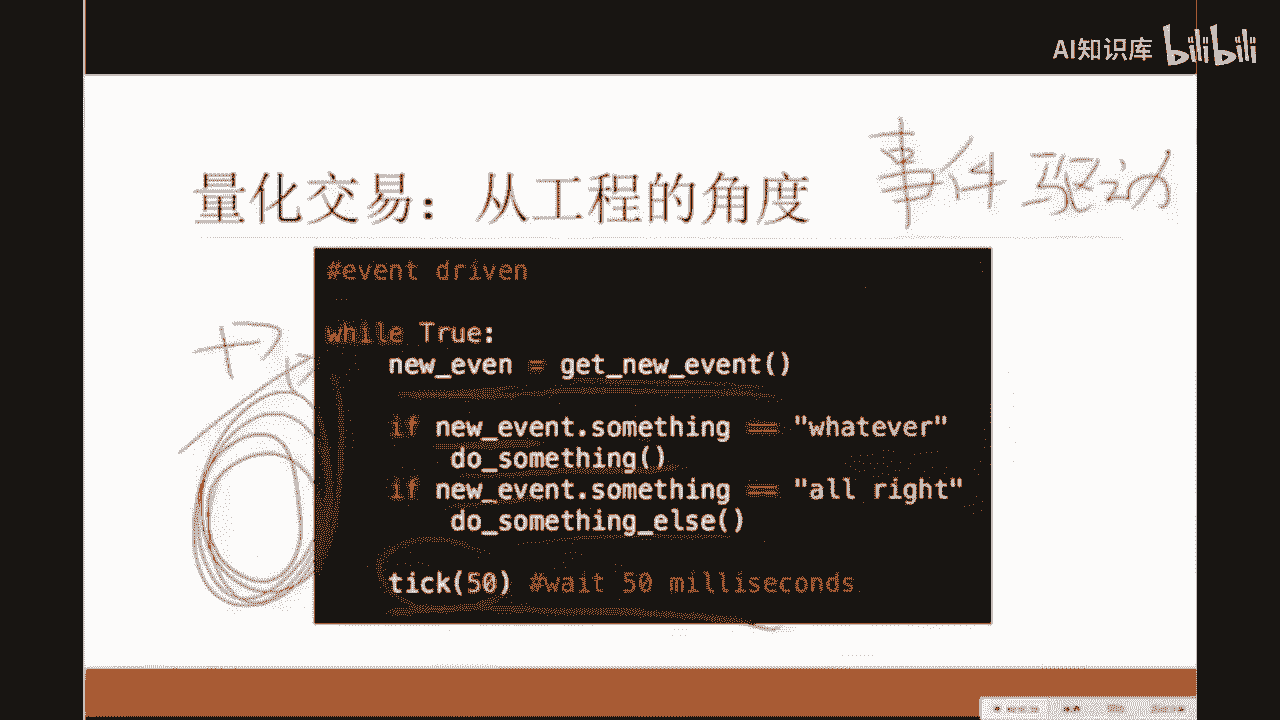 AI知识库 bilibili
事件驱动
量化交易：从工程的角度
#event driven
while True:
new_even = get_new_event()
if new_event.something == "whatever"
do_something()
if new_event.something == "all right"
do_something_else()
tick(50) #wait 50 milliseconds